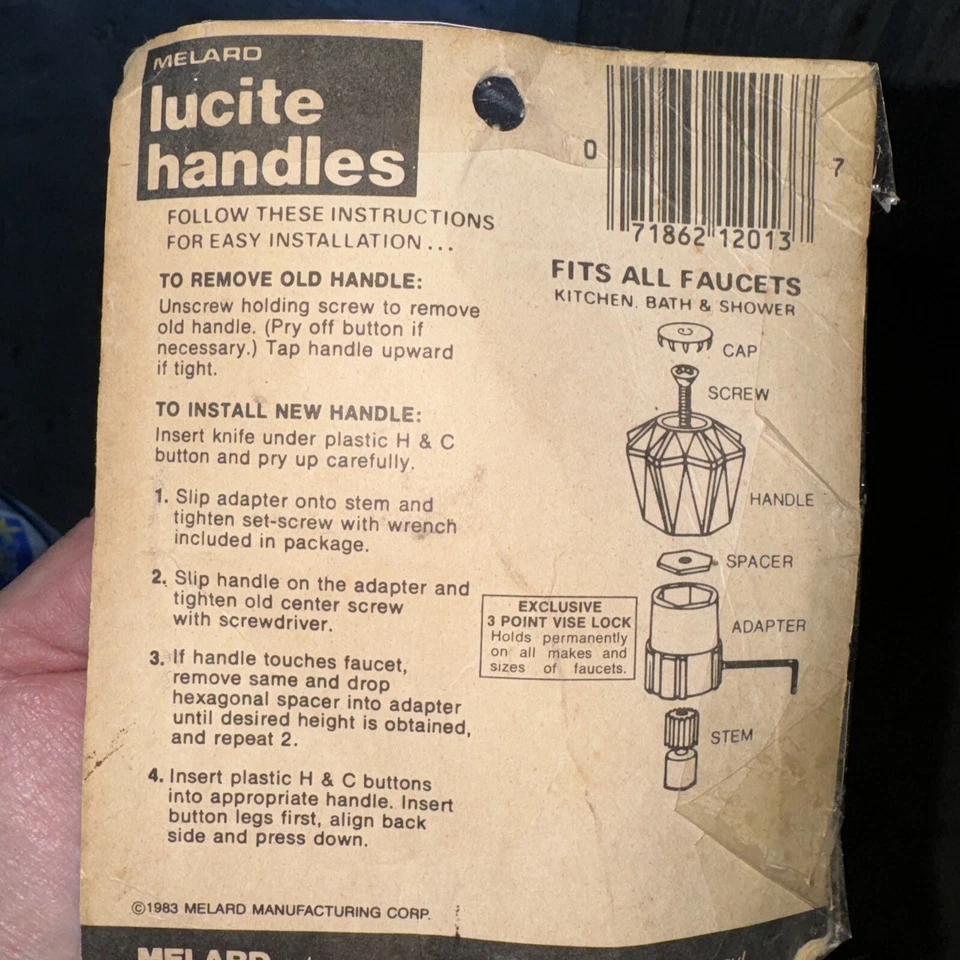 MELARD
lucite
handles
FOLLOW THESE INSTRUCTIONS
FOR EASY INSTALLATION ...
TO REMOVE OLD HANDLE:
Unscrew holding screw to remove
old handle. (Pry off button if
necessary.) Tap handle upward
if tight.
TO INSTALL NEW HANDLE:
Insert knife under plastic H & C
button and pry up carefully.
1. Slip adapter onto stem and
tighten set-screw with wrench
included in package.
2. Slip handle on the adapter and
tighten old center screw
with screwdriver.
3. If handle touches faucet,
remove same and drop
hexagonal spacer into adapter
until desired height is obtained,
and repeat 2.
4. Insert plastic H & C buttons
into appropriate handle. Insert
button legs first, align back
side and press down.
0 71862 12013 7
FITS ALL FAUCETS
KITCHEN, BATH & SHOWER
CAP
SCREW
HANDLE
SPACER
ADAPTER
STEM
EXCLUSIVE
3 POINT VISE LOCK
Holds permanently
on all makes and
sizes of faucets.
©1983 MELARD MANUFACTURING CORP.
MELARD